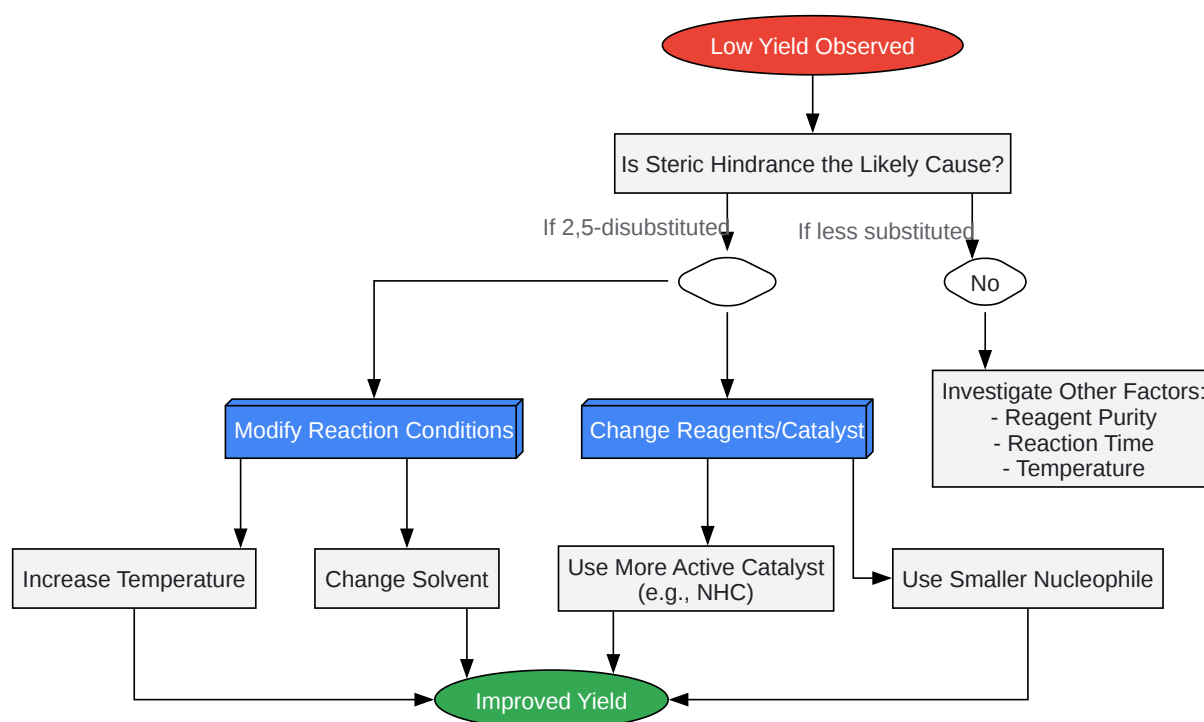 Low Yield Observed
Is Steric Hindrance the Likely Cause?
If 2,5-disubstituted
If less substituted
No
Investigate Other Factors:
- Reagent Purity
- Reaction Time
- Temperature
Modify Reaction Conditions
Change Reagents/Catalyst
Increase Temperature
Change Solvent
Use More Active Catalyst
(e.g., NHC)
Use Smaller Nucleophile
Improved Yield